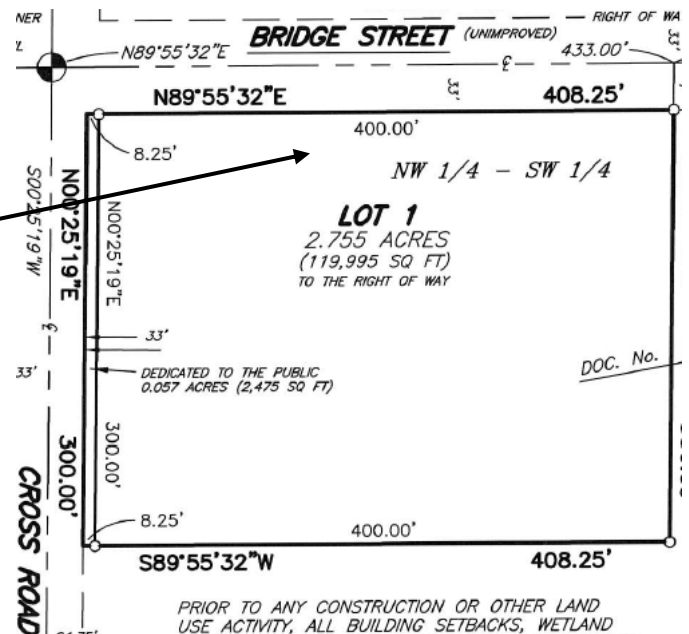 NER
RIGHT OF WA
BRIDGE STREET (UNIMPROVED)
N89°55'32"E
433.00'
33'
℄
33'
N89°55'32"E
408.25'
400.00'
8.25'
NW 1/4 - SW 1/4
S00°25'19"W
N00°25'19"E
N00°25'19"E
LOT 1
2.755 ACRES
(119,995 SQ FT)
TO THE RIGHT OF WAY
℄
33'
33'
DEDICATED TO THE PUBLIC
0.057 ACRES (2,475 SQ FT)
DOC. No.
300.00'
300.00'
8.25'
400.00'
S89°55'32"W
408.25'
CROSS ROAD
PRIOR TO ANY CONSTRUCTION OR OTHER LAND
USE ACTIVITY, ALL BUILDING SETBACKS, WETLAND